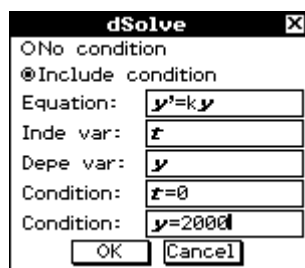 dSolve X
No condition
Include condition
Equation: y'=ky
Inde var: t
Depe var: y
Condition: t=0
Condition: y=2000
OK Cancel